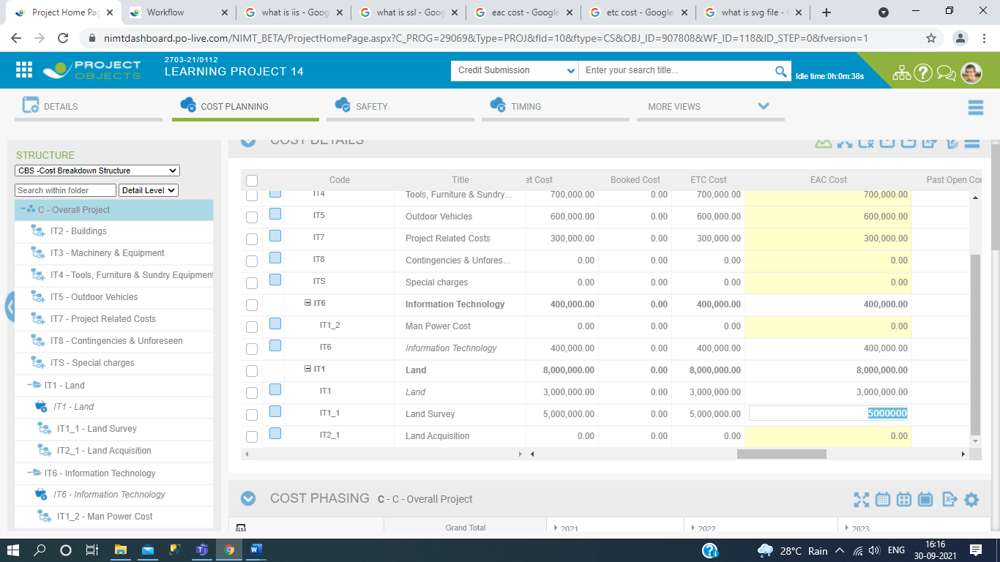 Project Home Pag
Workflow
what is iis - Goog
what is ssl - Goog
eac cost - Google
etc cost - Google
what is svg file -
nimtdashboard.po-live.com/NIMT_BETA/ProjectHomePage.aspx?C_PROG=29069&Type=PROJ&fId=10&ftype=CS&OBJ_ID=907808&WF_ID=118&ID_STEP=0&fversion=1
PROJECT
OBJECTS
2703-21/0112
LEARNING PROJECT 14
Credit Submission
Enter your search title...
Idle time:0h:0m:38s
DETAILS
COST PLANNING
SAFETY
TIMING
MORE VIEWS
STRUCTURE
CBS -Cost Breakdown Structure
Search within folder
Detail Level
C - Overall Project
IT2 - Buildings
IT3 - Machinery & Equipment
IT4 - Tools, Furniture & Sundry Equipment
IT5 - Outdoor Vehicles
IT7 - Project Related Costs
IT8 - Contingencies & Unforeseen
ITS - Special charges
IT1 - Land
IT1 - Land
IT1_1 - Land Survey
IT2_1 - Land Acquisition
IT6 - Information Technology
IT6 - Information Technology
IT1_2 - Man Power Cost
COST DETAILS
Code Title et Cost Booked Cost ETC Cost EAC Cost Past Open Cor
IT4 Tools, Furniture & Sundry... 700,000.00 0.00 700,000.00 700,000.00
IT5 Outdoor Vehicles 600,000.00 0.00 600,000.00 600,000.00
IT7 Project Related Costs 300,000.00 0.00 300,000.00 300,000.00
IT8 Contingencies & Unfores... 0.00 0.00 0.00 0.00
ITS Special charges 0.00 0.00 0.00 0.00
IT6 Information Technology 400,000.00 0.00 400,000.00 400,000.00
IT1_2 Man Power Cost 0.00 0.00 0.00 0.00
IT6 Information Technology 400,000.00 0.00 400,000.00 400,000.00
IT1 Land 8,000,000.00 0.00 8,000,000.00 8,000,000.00
IT1 Land 3,000,000.00 0.00 3,000,000.00 3,000,000.00
IT1_1 Land Survey 5,000,000.00 0.00 5,000,000.00 5000000
IT2_1 Land Acquisition 0.00 0.00 0.00 0.00
COST PHASING C - C - Overall Project
XLSX
Grand Total 2021 2022 2023
28°C Rain
ENG
16:16
30-09-2021